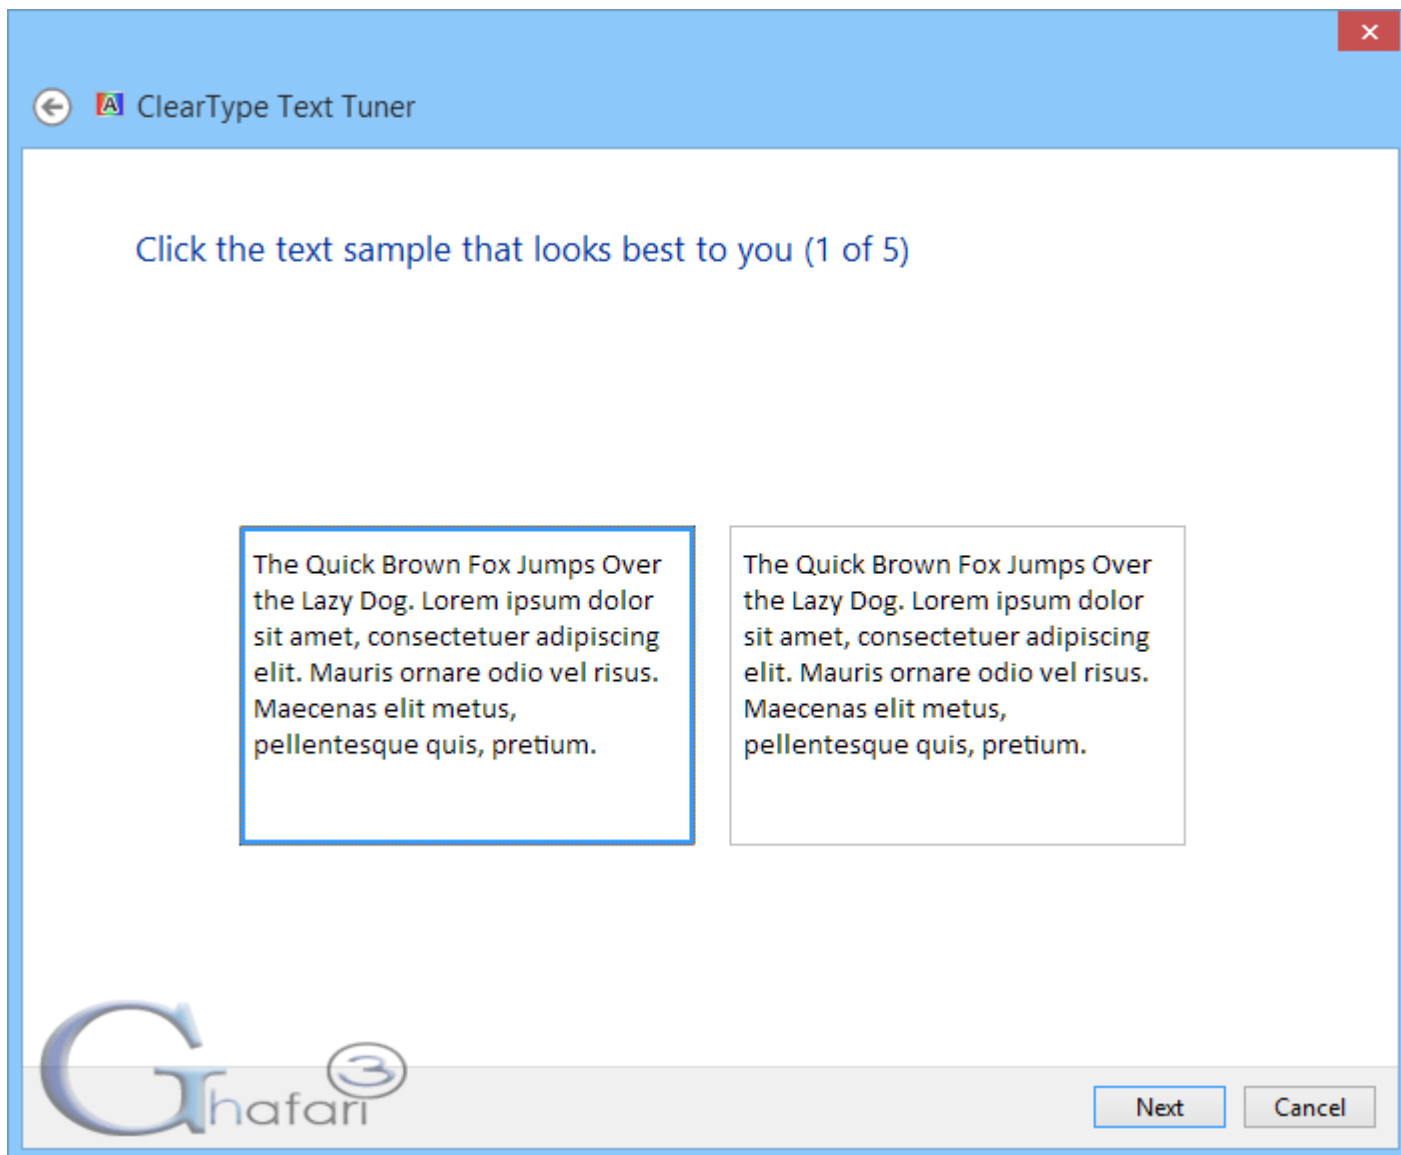 ClearType Text Tuner
Click the text sample that looks best to you (1 of 5)
The Quick Brown Fox Jumps Over
the Lazy Dog. Lorem ipsum dolor
sit amet, consectetuer adipiscing
elit. Mauris ornare odio vel risus.
Maecenas elit metus,
pellentesque quis, pretium.
The Quick Brown Fox Jumps Over
the Lazy Dog. Lorem ipsum dolor
sit amet, consectetuer adipiscing
elit. Mauris ornare odio vel risus.
Maecenas elit metus,
pellentesque quis, pretium.
Ghafari3
Next
Cancel